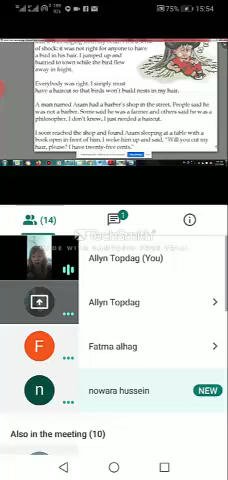 75% 15:54
of shock: it was not right for anyone to have
a bird in his hair. I jumped up and
hurried to town while the bird flew
away in fright.
Everybody was right. I simply must
have a haircut so that birds won't build nests in my hair.
A man named Azam had a barber's shop in the street. People said he
was not a barber. Some said he was a farmer and others said he was a
philosopher. I don't know, I just needed a haircut.
I soon reached the shop and found Azam sleeping at a table with a
book open in front of him. I woke him up and said, "Will you cut my
hair, please? I have twenty-five cents."
(14)
1
TechSmith
MADE WITH CAMTASIA FREE TRIAL
Allyn Topdag (You)
Allyn Topdag
F
Fatma alhag
n
nowara hussein
NEW
Also in the meeting (10)